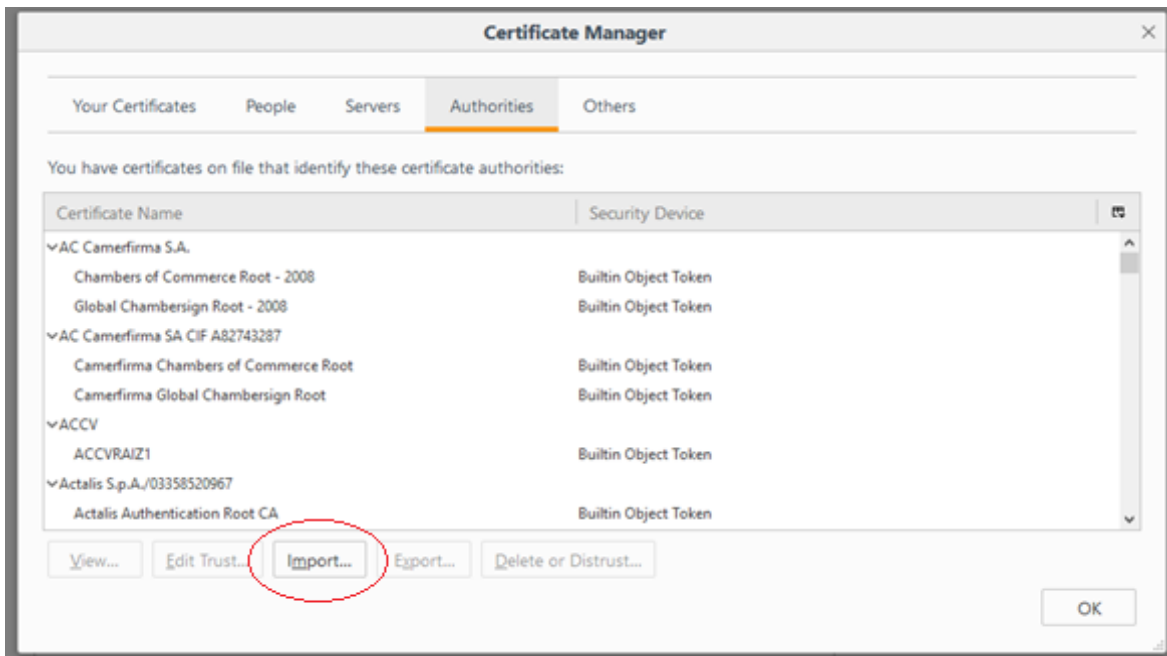 Certificate Manager
Your Certificates People Servers Authorities Others
You have certificates on file that identify these certificate authorities:
Certificate Name Security Device
AC Camerfirma S.A.
Chambers of Commerce Root - 2008 Builtin Object Token
Global Chambersign Root - 2008 Builtin Object Token
AC Camerfirma SA CIF A82743287
Camerfirma Chambers of Commerce Root Builtin Object Token
Camerfirma Global Chambersign Root Builtin Object Token
ACCV
ACCVRAIZ1 Builtin Object Token
Actalis S.p.A./03358520967
Actalis Authentication Root CA Builtin Object Token
View... Edit Trust... Import... Export... Delete or Distrust...
OK